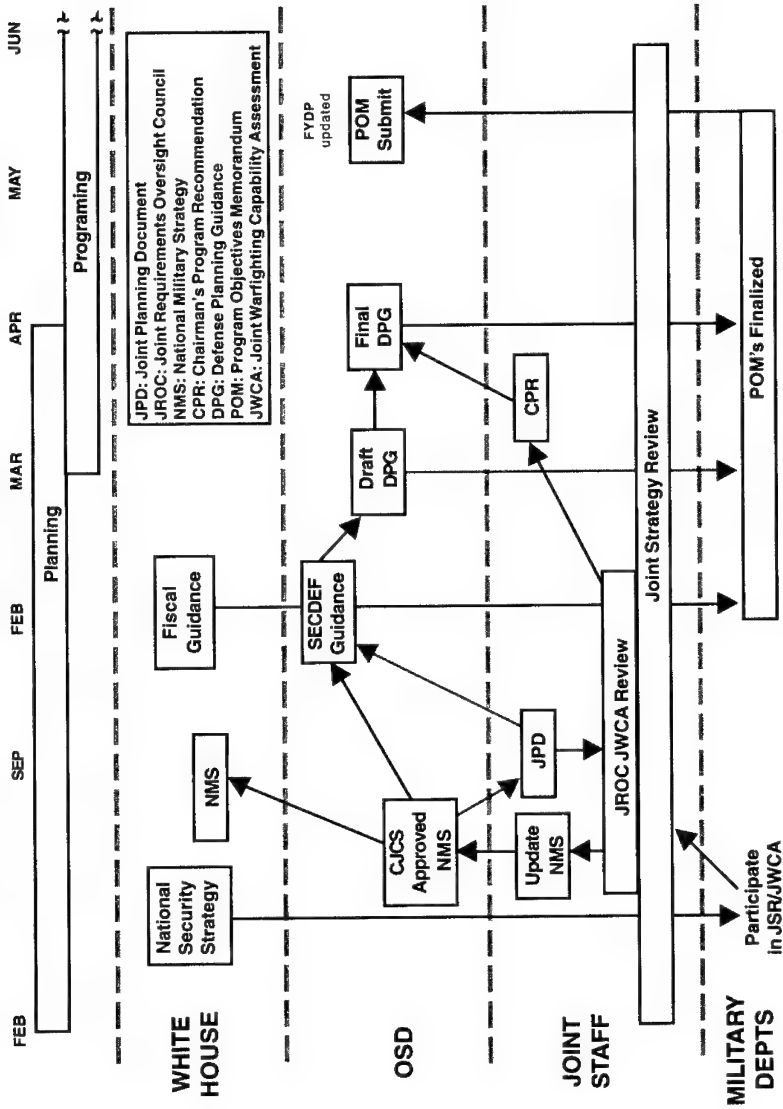 FEB
SEP
FEB
MAR
APR
MAY
JUN
Planning
Programing
WHITE
HOUSE
National
Security
Strategy
NMS
Fiscal
Guidance
JPD: Joint Planning Document
JROC: Joint Requirements Oversight Council
NMS: National Military Strategy
CPR: Chairman's Program Recommendation
DPG: Defense Planning Guidance
POM: Program Objectives Memorandum
JWCA: Joint Warfighting Capability Assessment
OSD
CJCS
Approved
NMS
SECDEF
Guidance
Draft
DPG
Final
DPG
FYDP
updated
POM
Submit
JOINT
STAFF
Update
NMS
JPD
CPR
JROC JWCA Review
Joint Strategy Review
MILITARY
DEPTS
Participate
in JSR/JWCA
POM's Finalized